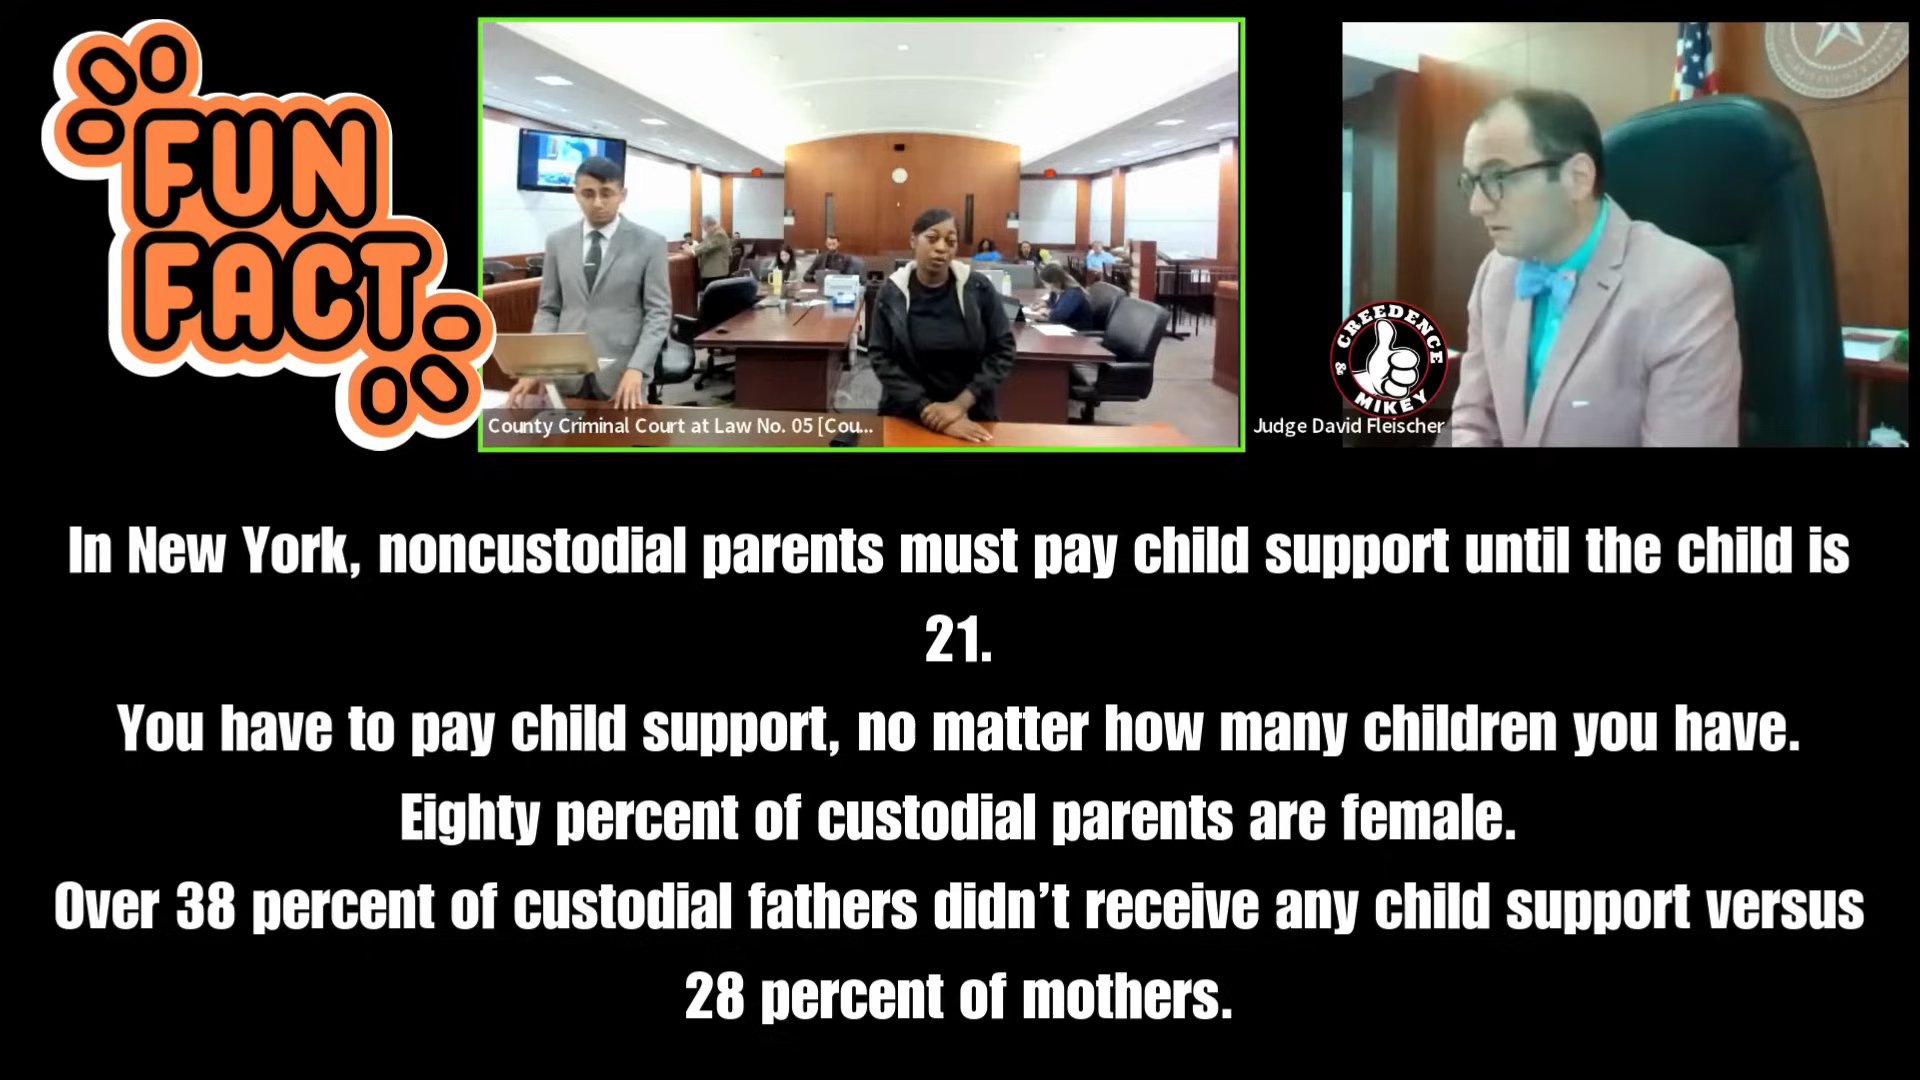 FUN
FACT
County Criminal Court at Law No. 05 [Cou...
CREEDENCE
&
MIKEY
Judge David Fleischer
In New York, noncustodial parents must pay child support until the child is
21.
You have to pay child support, no matter how many children you have.
Eighty percent of custodial parents are female.
Over 38 percent of custodial fathers didn’t receive any child support versus
28 percent of mothers.